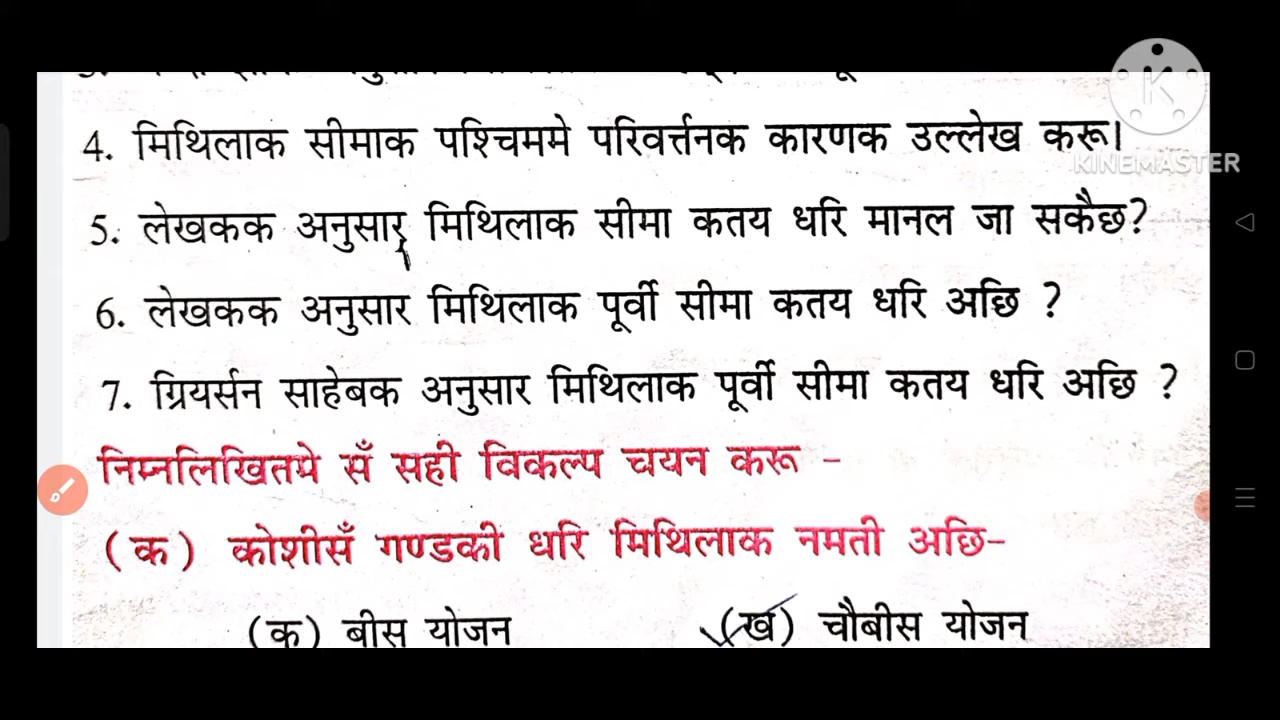 4. मिथिलाक सीमाक पश्चिममे परिवर्त्तनक कारणक उल्लेख करू।
KINEMASTER
5. लेखकक अनुसार मिथिलाक सीमा कतय धरि मानल जा सकैछ?
6. लेखकक अनुसार मिथिलाक पूर्वी सीमा कतय धरि अछि ?
7. ग्रियर्सन साहेबक अनुसार मिथिलाक पूर्वी सीमा कतय धरि अछि ?
निम्नलिखितमे सँ सही विकल्प चयन करू –
(क) कोशीसँ गण्डकी धरि मिथिलाक नमती अछि–
(क) बीस योजन (ख) चौबीस योजन